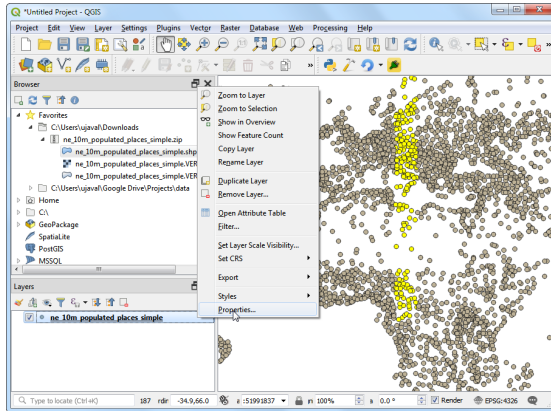 *Untitled Project - QGIS
Project Edit View Layer Settings Plugins Vector Raster Database Web Processing Help
Browser
Favorites
C:\Users\ujaval\Downloads
ne_10m_populated_places_simple.zip
ne_10m_populated_places_simple.shp
ne_10m_populated_places_simple.VER
ne_10m_populated_places_simple.VER
C:\Users\ujaval\Google Drive\Projects\data
Home
C:\
GeoPackage
SpatiaLite
PostGIS
MSSQL
Layers
ne_10m_populated_places_simple
Zoom to Layer
Zoom to Selection
Show in Overview
Show Feature Count
Copy Layer
Rename Layer
Duplicate Layer
Remove Layer...
Open Attribute Table
Filter...
Set Layer Scale Visibility...
Set CRS
Export
Styles
Properties...
Type to locate (Ctrl+K) 187 rdir -34.9,66.0 :51991837 100% 0.0 ° Render EPSG:4326